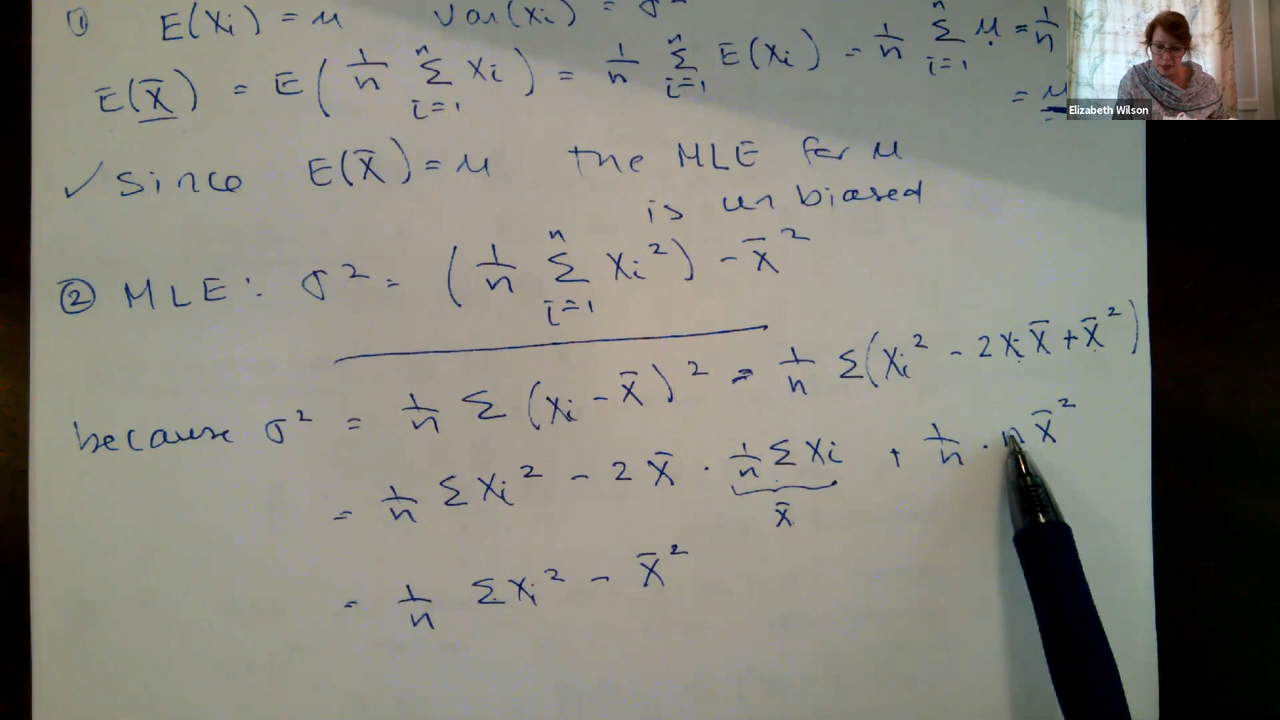 ① E(Xi) = μ Var(Xi) = σ²
E(X̄) = E( 1/n Σ_{i=1}^{n} Xi ) = 1/n Σ_{i=1}^{n} E(Xi) = 1/n Σ_{i=1}^{n} μ = 1/n
= μ
Elizabeth Wilson
✓ Since E(X̄) = μ the MLE for μ
is unbiased
② MLE: σ² = ( 1/n Σ_{i=1}^{n} Xi² ) - X̄²
because σ² = 1/n Σ (Xi - X̄)² = 1/n Σ(Xi² - 2XiX̄ + X̄²)
= 1/n ΣXi² - 2X̄ · 1/n ΣXi + 1/n · nX̄²
X̄
= 1/n ΣXi² - X̄²